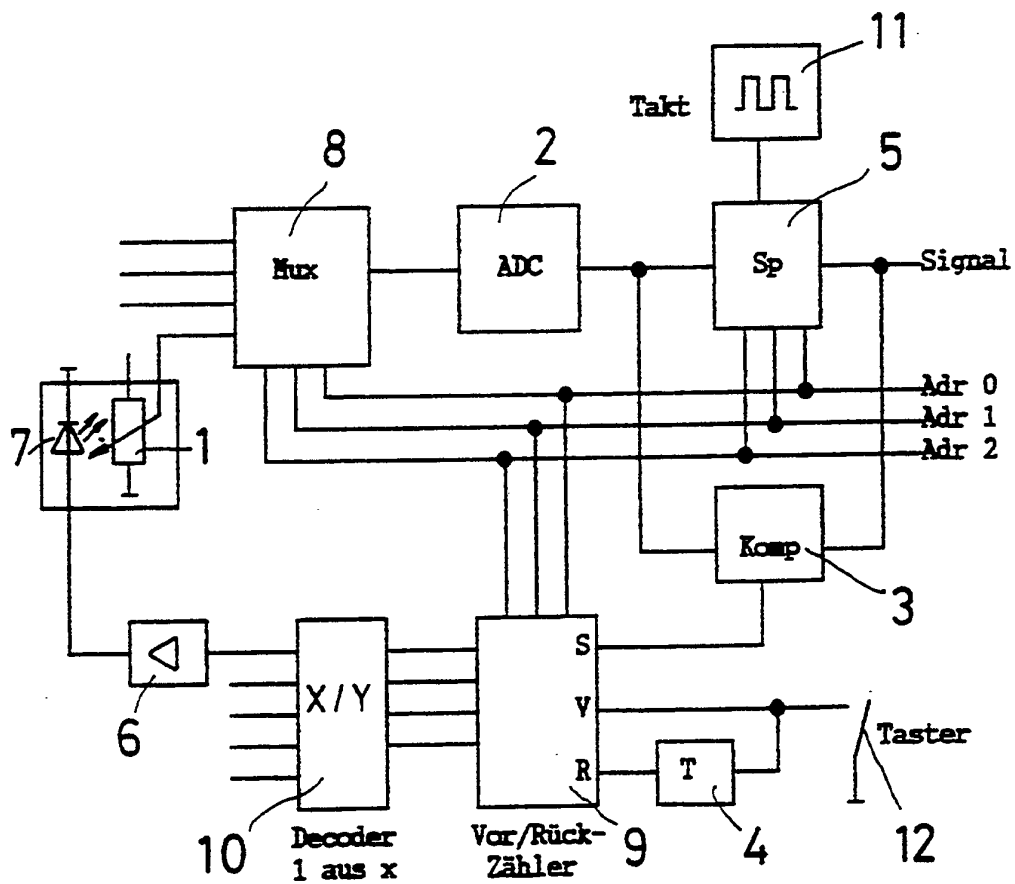 11
Takt
8
2
5
Mux
ADC
Sp
Signal
Adr 0
Adr 1
Adr 2
7
1
Komp
3
S
X/Y
V
Taster
6
R
T
10
Decoder
1 aus x
Vor/Rück-
Zähler
9
4
12